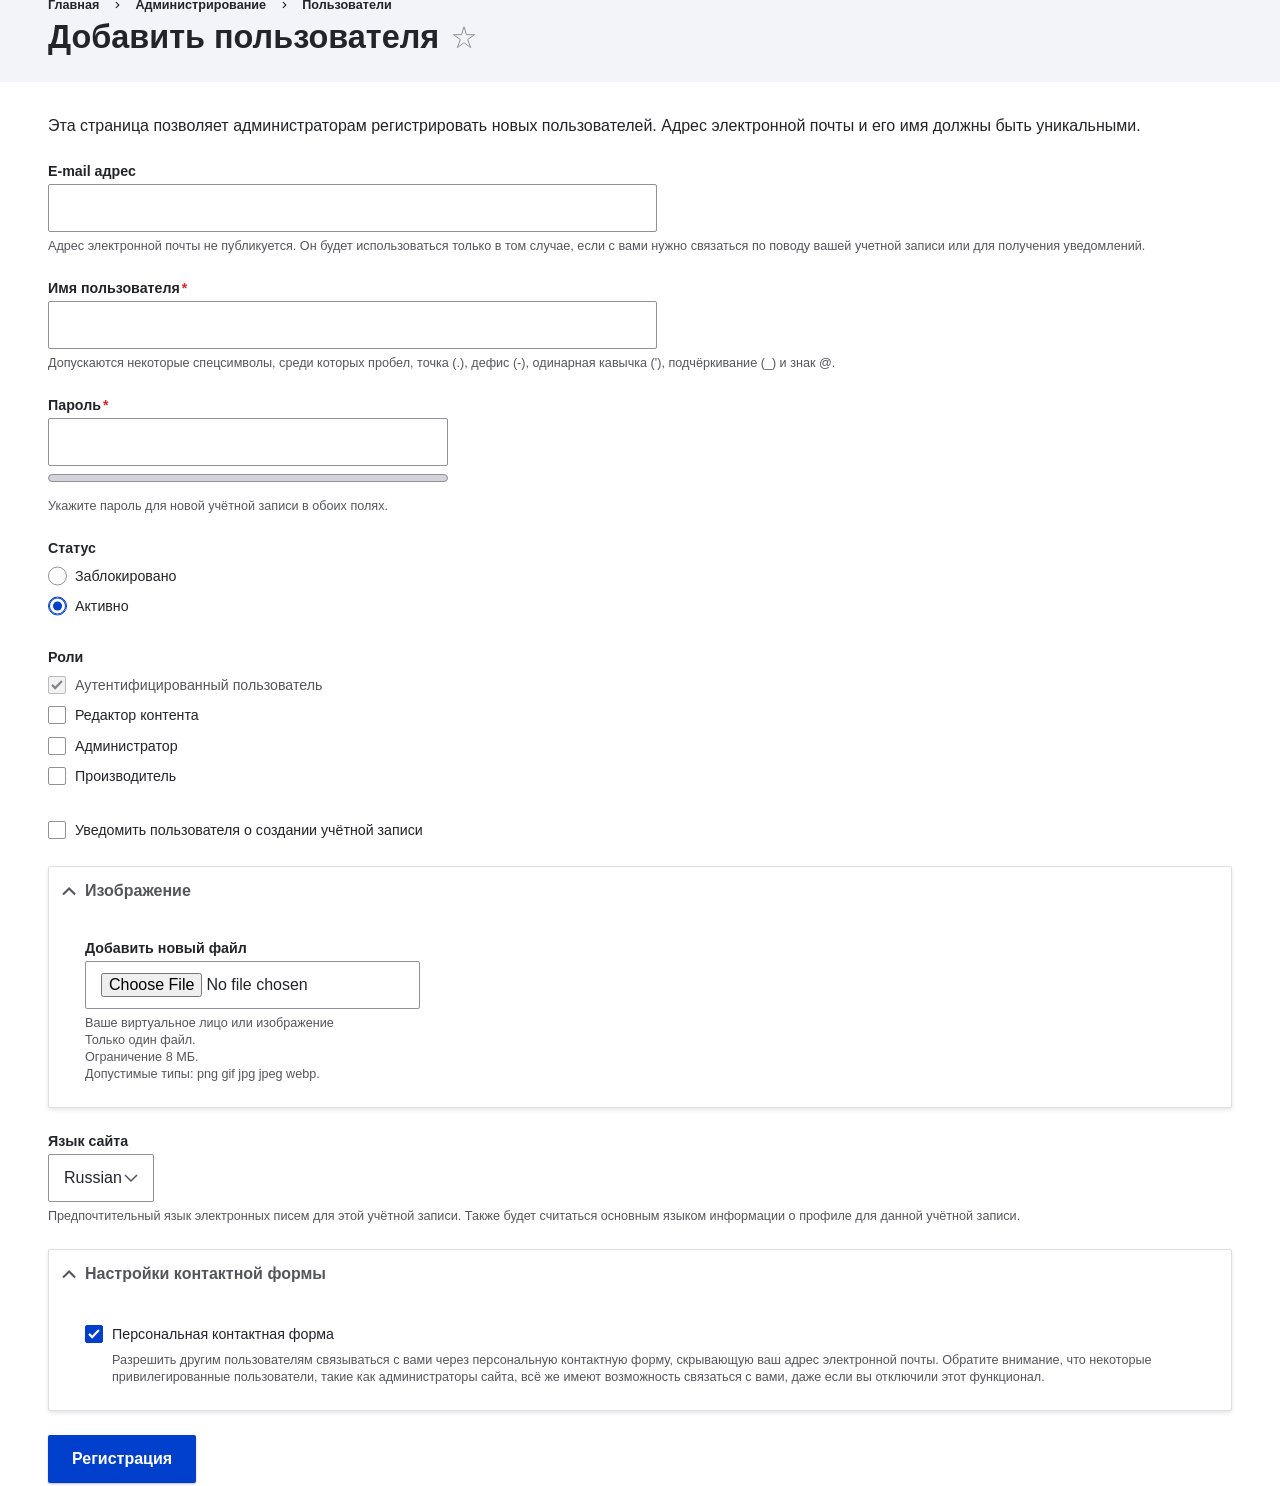 Главная › Администрирование › Пользователи
Добавить пользователя
Эта страница позволяет администраторам регистрировать новых пользователей. Адрес электронной почты и его имя должны быть уникальными.
E-mail адрес
Адрес электронной почты не публикуется. Он будет использоваться только в том случае, если с вами нужно связаться по поводу вашей учетной записи или для получения уведомлений.
Имя пользователя*
Допускаются некоторые спецсимволы, среди которых пробел, точка (.), дефис (-), одинарная кавычка ('), подчёркивание (_) и знак @.
Пароль*
Укажите пароль для новой учётной записи в обоих полях.
Статус
Заблокировано
Активно
Роли
Аутентифицированный пользователь
Редактор контента
Администратор
Производитель
Уведомить пользователя о создании учётной записи
Изображение
Добавить новый файл
Choose File No file chosen
Ваше виртуальное лицо или изображение
Только один файл.
Ограничение 8 МБ.
Допустимые типы: png gif jpg jpeg webp.
Язык сайта
Russian
Предпочтительный язык электронных писем для этой учётной записи. Также будет считаться основным языком информации о профиле для данной учётной записи.
Настройки контактной формы
Персональная контактная форма
Разрешить другим пользователям связываться с вами через персональную контактную форму, скрывающую ваш адрес электронной почты. Обратите внимание, что некоторые
привилегированные пользователи, такие как администраторы сайта, всё же имеют возможность связаться с вами, даже если вы отключили этот функционал.
Регистрация